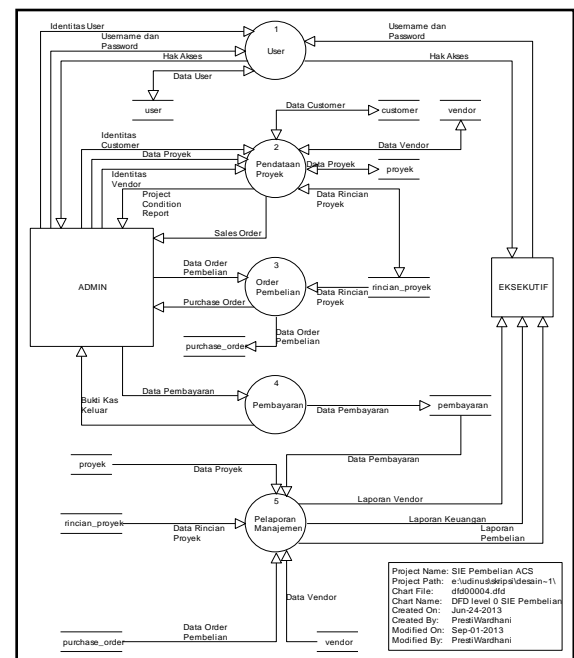 Identitas User
Username dan
Password
Hak Akses
Data User
user
1
User
Username dan
Password
Hak Akses
Data Customer
customer
vendor
Identitas
Customer
Data Proyek
Identitas
Vendor
Project
Condition
Report
2
Pendataan
Proyek
Data Vendor
Data Proyek
proyek
Data Rincian
Proyek
Sales Order
ADMIN
Data Order
Pembelian
3
Order
Pembelian
Purchase Order
Data Rincian
Proyek
rincian_proyek
EKSEKUTIF
purchase_order
Data Order
Pembelian
Bukti Kas
Keluar
Data Pembayaran
4
Pembayaran
Data Pembayaran
pembayaran
Data Pembayaran
proyek
Data Proyek
5
Pelaporan
Manajemen
Laporan Vendor
Laporan Keuangan
Laporan
Pembelian
rincian_proyek
Data Rincian
Proyek
Data Vendor
Data Order
Pembelian
purchase_order
vendor
Project Name: SIE Pembelian ACS
Project Path: e:\udinus\skripsi\desain~1\
Chart File: dfd00004.dfd
Chart Name: DFD level 0 SIE Pembelian
Created On: Jun-24-2013
Created By: PrestiWardhani
Modified On: Sep-01-2013
Modified By: PrestiWardhani